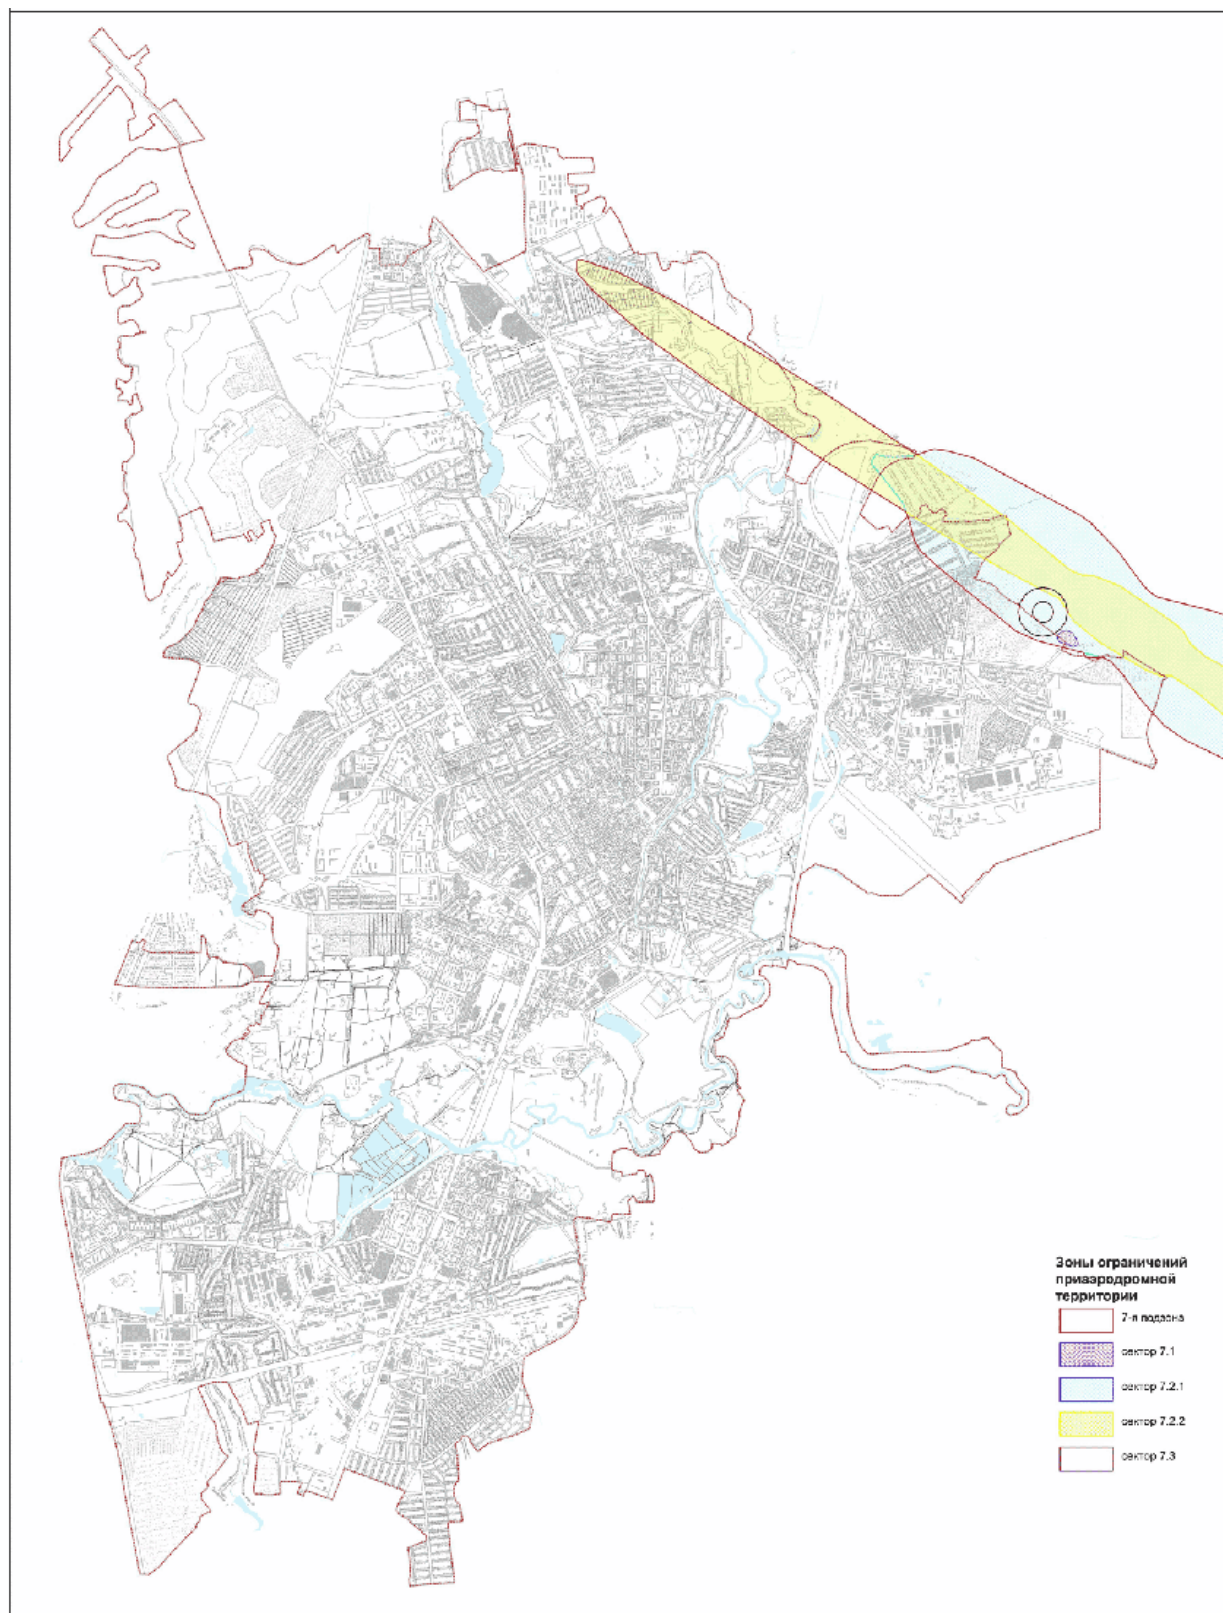 Зоны ограничений
приаэродромной
территории
7-я подзона
сектор 7.1
сектор 7.2.1
сектор 7.2.2
сектор 7.3